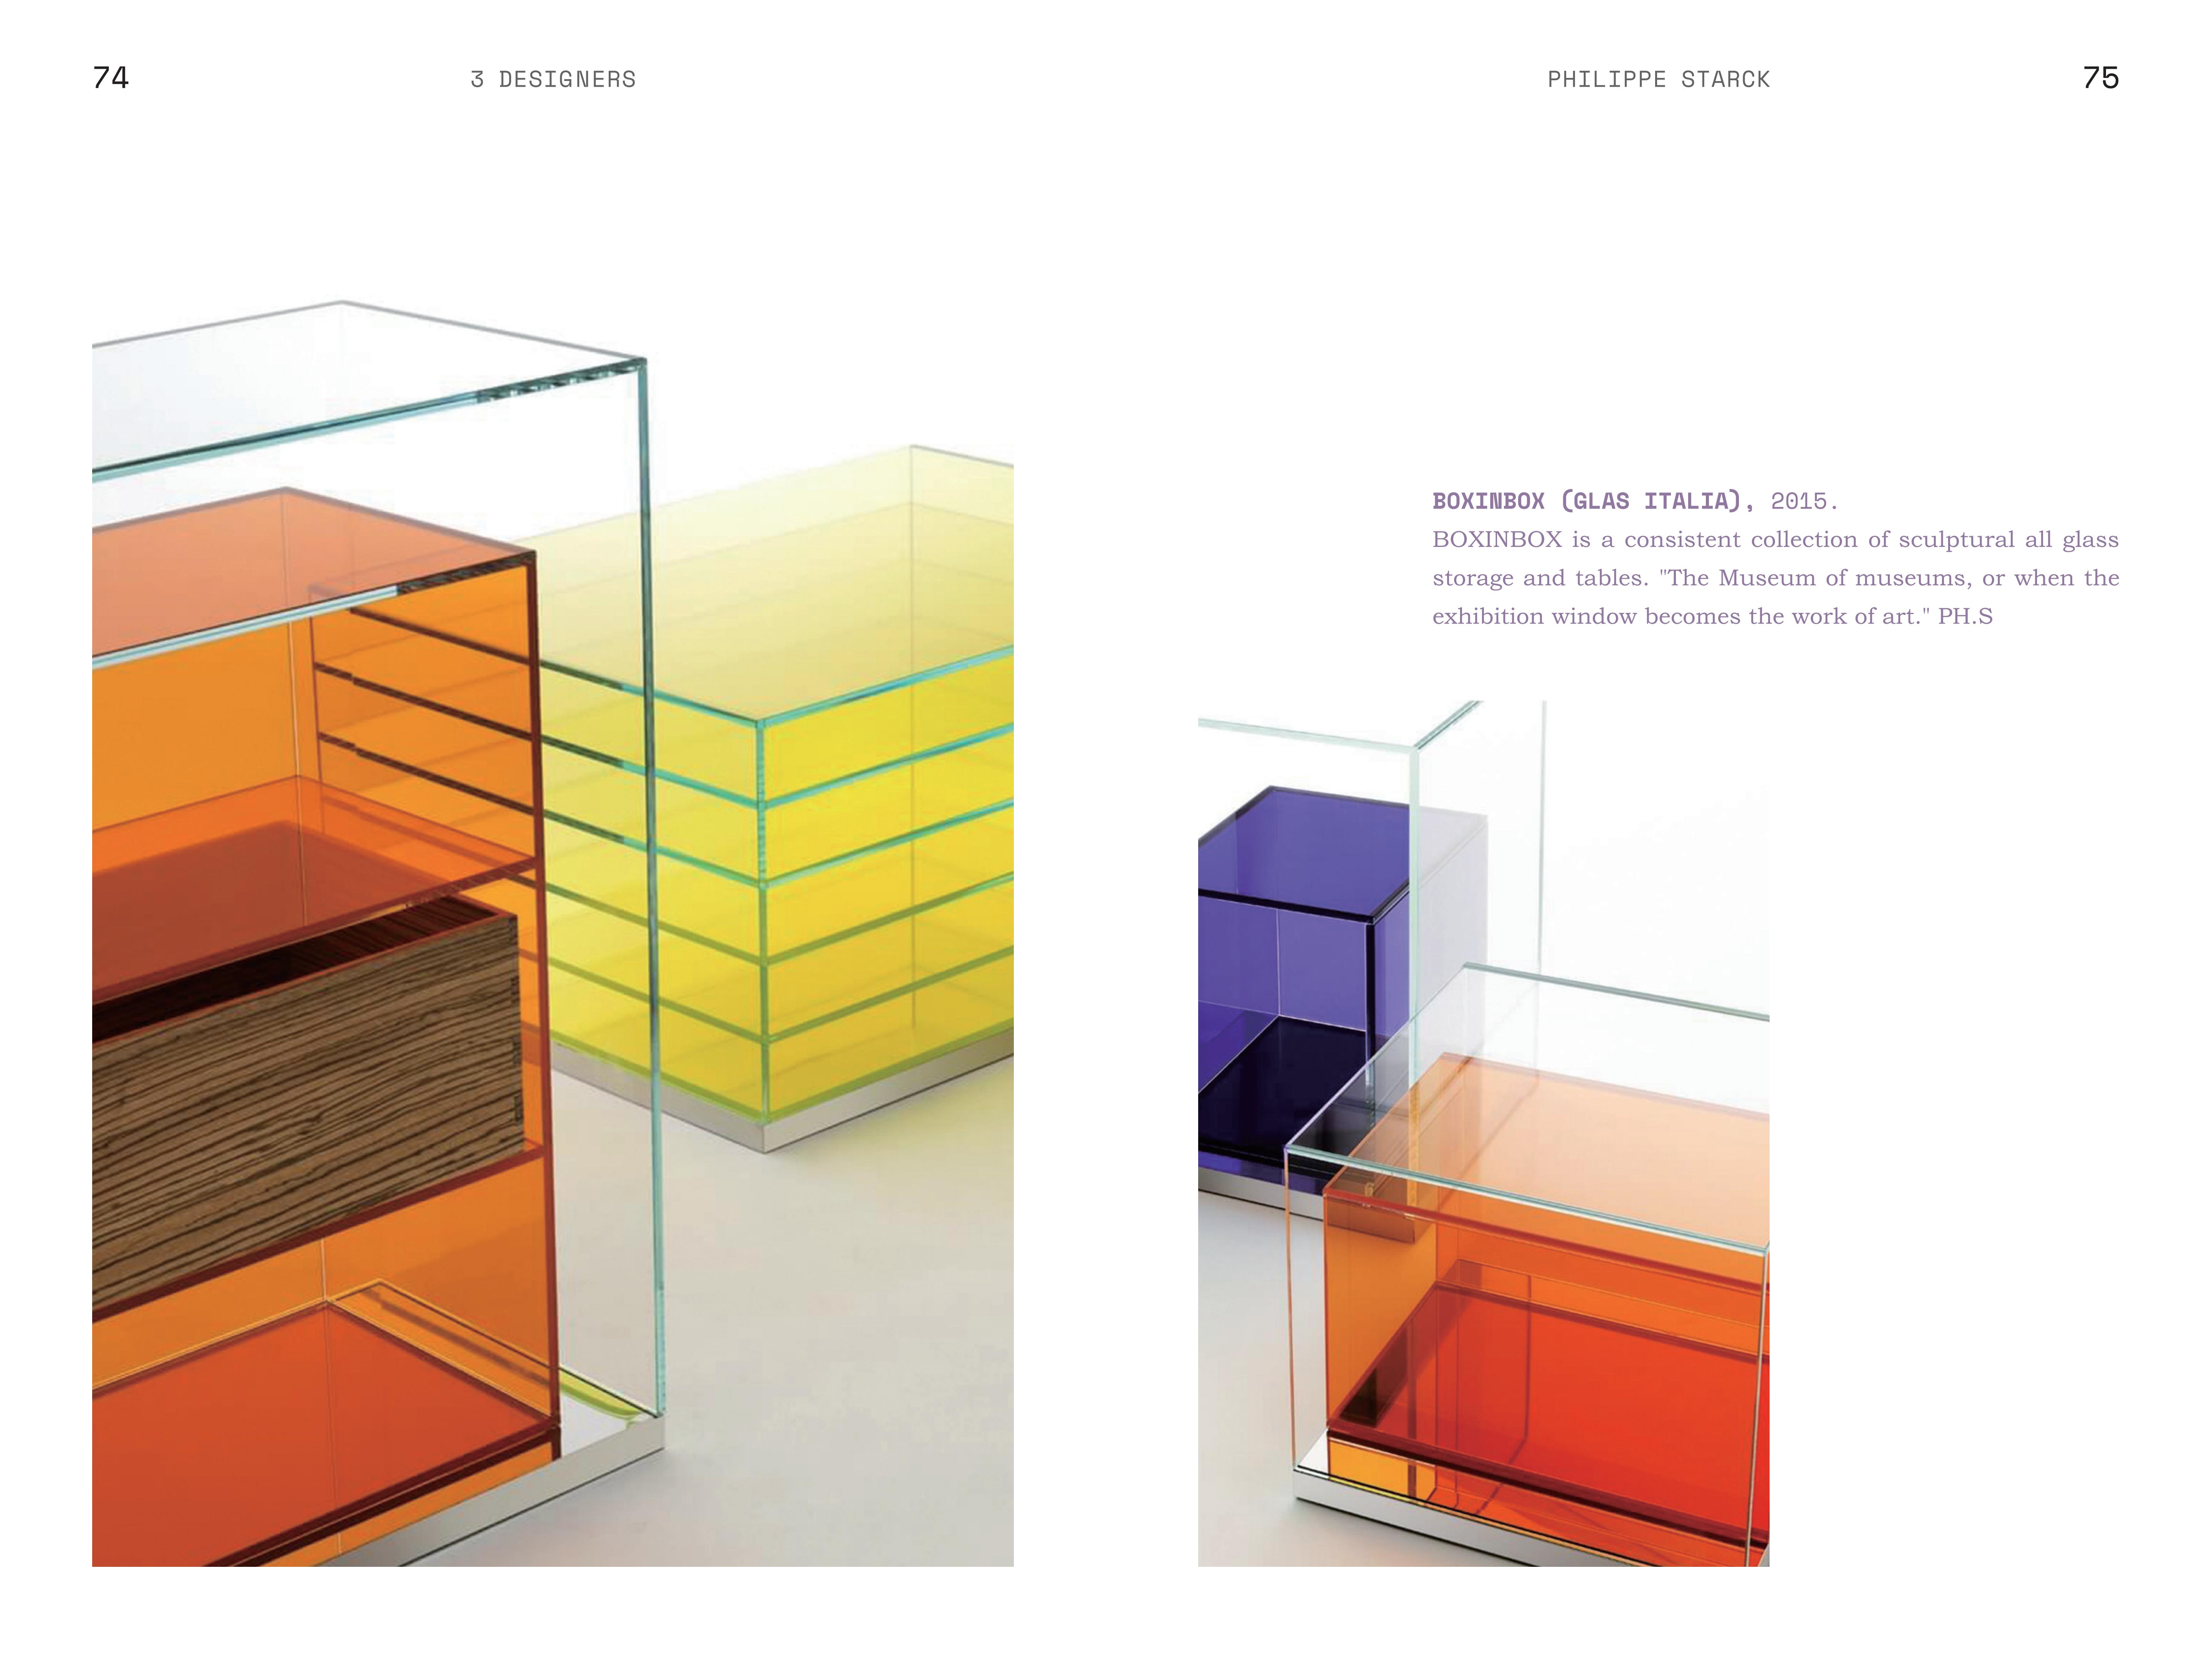 74
3 DESIGNERS
PHILIPPE STARCK
75
BOXINBOX (GLAS ITALIA), 2015.
BOXINBOX is a consistent collection of sculptural all glass
storage and tables. "The Museum of museums, or when the
exhibition window becomes the work of art." PH.S